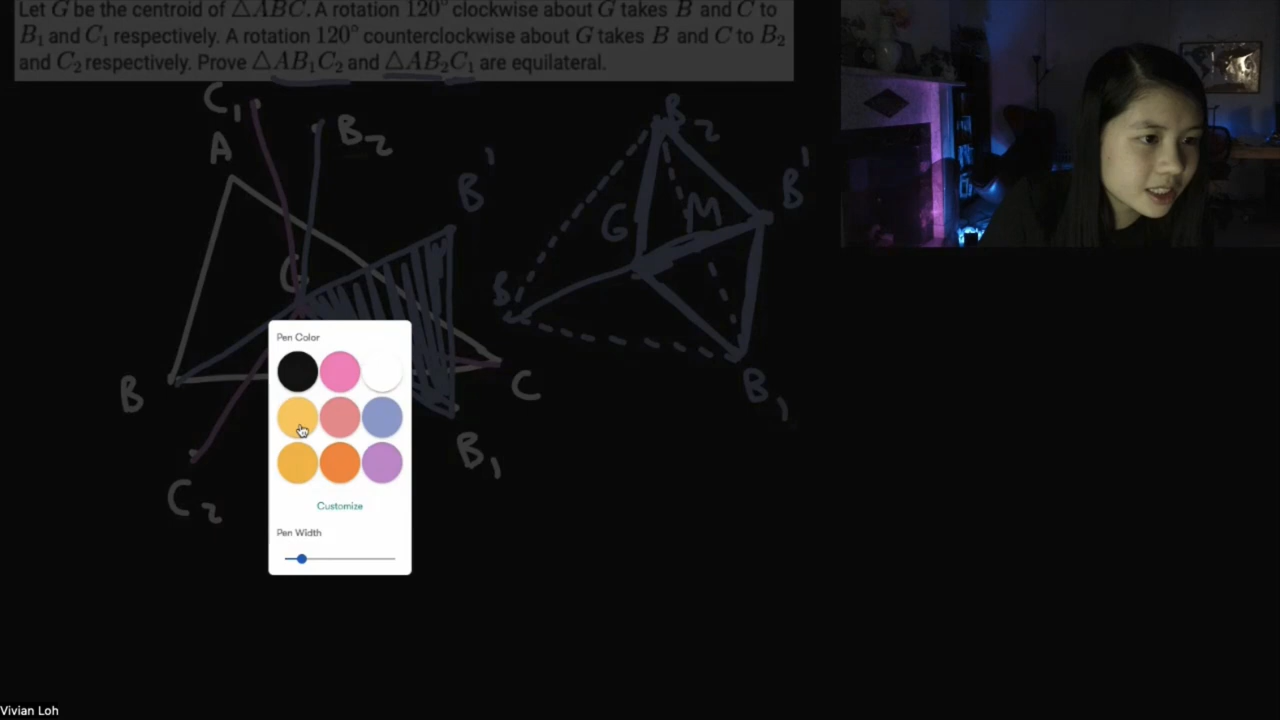 Let G be the centroid of △ABC. A rotation 120° clockwise about G takes B and C to
B₁ and C₁ respectively. A rotation 120° counterclockwise about G takes B and C to B₂
and C₂ respectively. Prove △AB₁C₂ and △AB₂C₁ are equilateral.
C₁
B₂
A
B'
G
B
C
B₁
C₂
B₂
B'
G
M
B
B₁
Pen Color
Customize
Pen Width
Vivian Loh